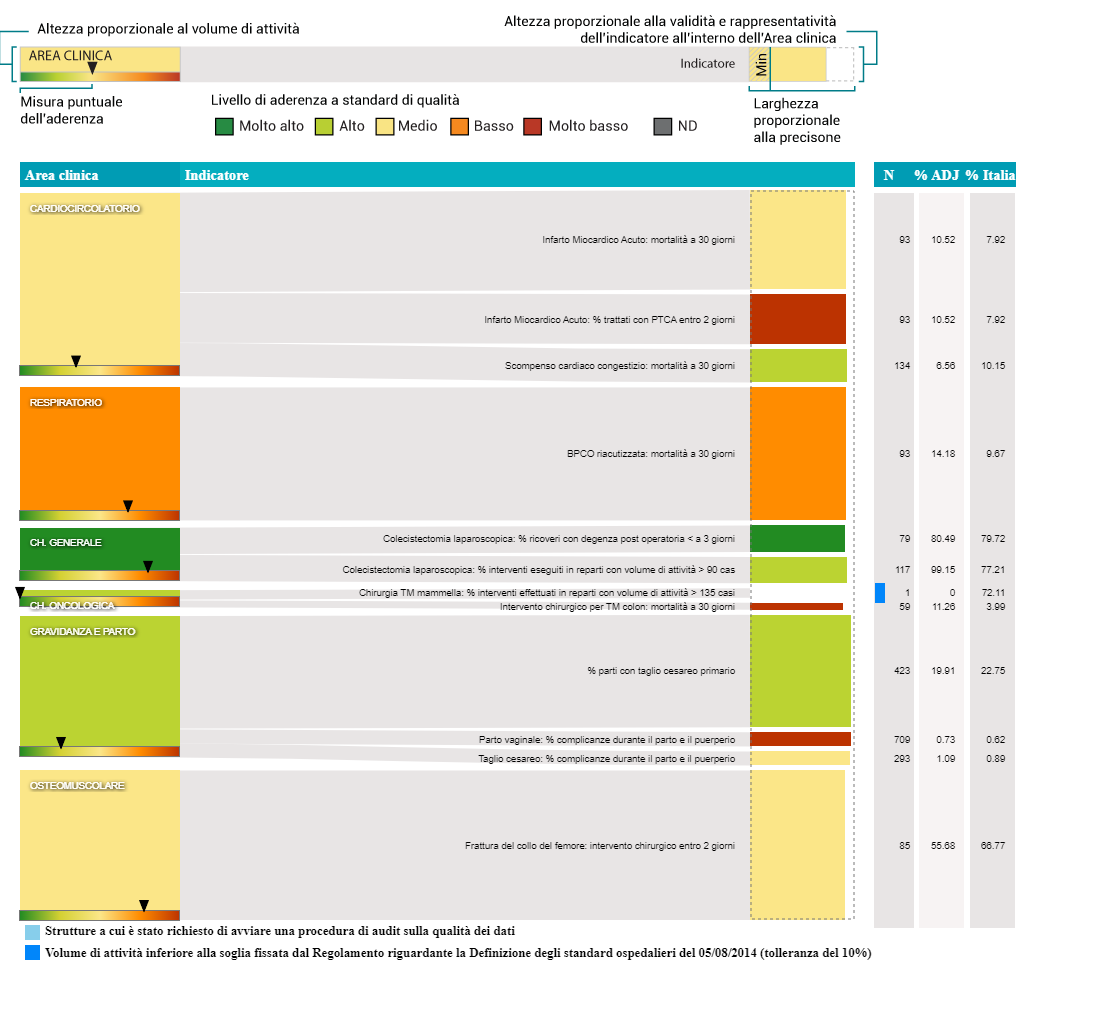 Altezza proporzionale al volume di attività
Altezza proporzionale alla validità e rappresentatività
dell'indicatore all'interno dell'Area clinica
AREA CLINICA
Indicatore
Min
Misura puntuale
dell'aderenza
Livello di aderenza a standard di qualità
Molto alto
Alto
Medio
Basso
Molto basso
ND
Larghezza
proporzionale
alla precisone
Area clinica Indicatore N % ADJ % Italia
CARDIOCIRCOLATORIO
Infarto Miocardico Acuto: mortalità a 30 giorni 93 10.52 7.92
Infarto Miocardico Acuto: % trattati con PTCA entro 2 giorni 93 10.52 7.92
Scompenso cardiaco congestizio: mortalità a 30 giorni 134 6.56 10.15
RESPIRATORIO
BPCO riacutizzata: mortalità a 30 giorni 93 14.18 9.67
CH. GENERALE
Colecistectomia laparoscopica: % ricoveri con degenza post operatoria < a 3 giorni 79 80.49 79.72
Colecistectomia laparoscopica: % interventi eseguiti in reparti con volume di attività > 90 cas 117 99.15 77.21
Chirurgia TM mammella: % interventi effettuati in reparti con volume di attività > 135 casi 1 0 72.11
CH. ONCOLOGICA
Intervento chirurgico per TM colon: mortalità a 30 giorni 59 11.26 3.99
GRAVIDANZA E PARTO
% parti con taglio cesareo primario 423 19.91 22.75
Parto vaginale: % complicanze durante il parto e il puerperio 709 0.73 0.62
Taglio cesareo: % complicanze durante il parto e il puerperio 293 1.09 0.89
OSTEOMUSCOLARE
Frattura del collo del femore: intervento chirurgico entro 2 giorni 85 55.68 66.77
Strutture a cui è stato richiesto di avviare una procedura di audit sulla qualità dei dati
Volume di attività inferiore alla soglia fissata dal Regolamento riguardante la Definizione degli standard ospedalieri del 05/08/2014 (tolleranza del 10%)